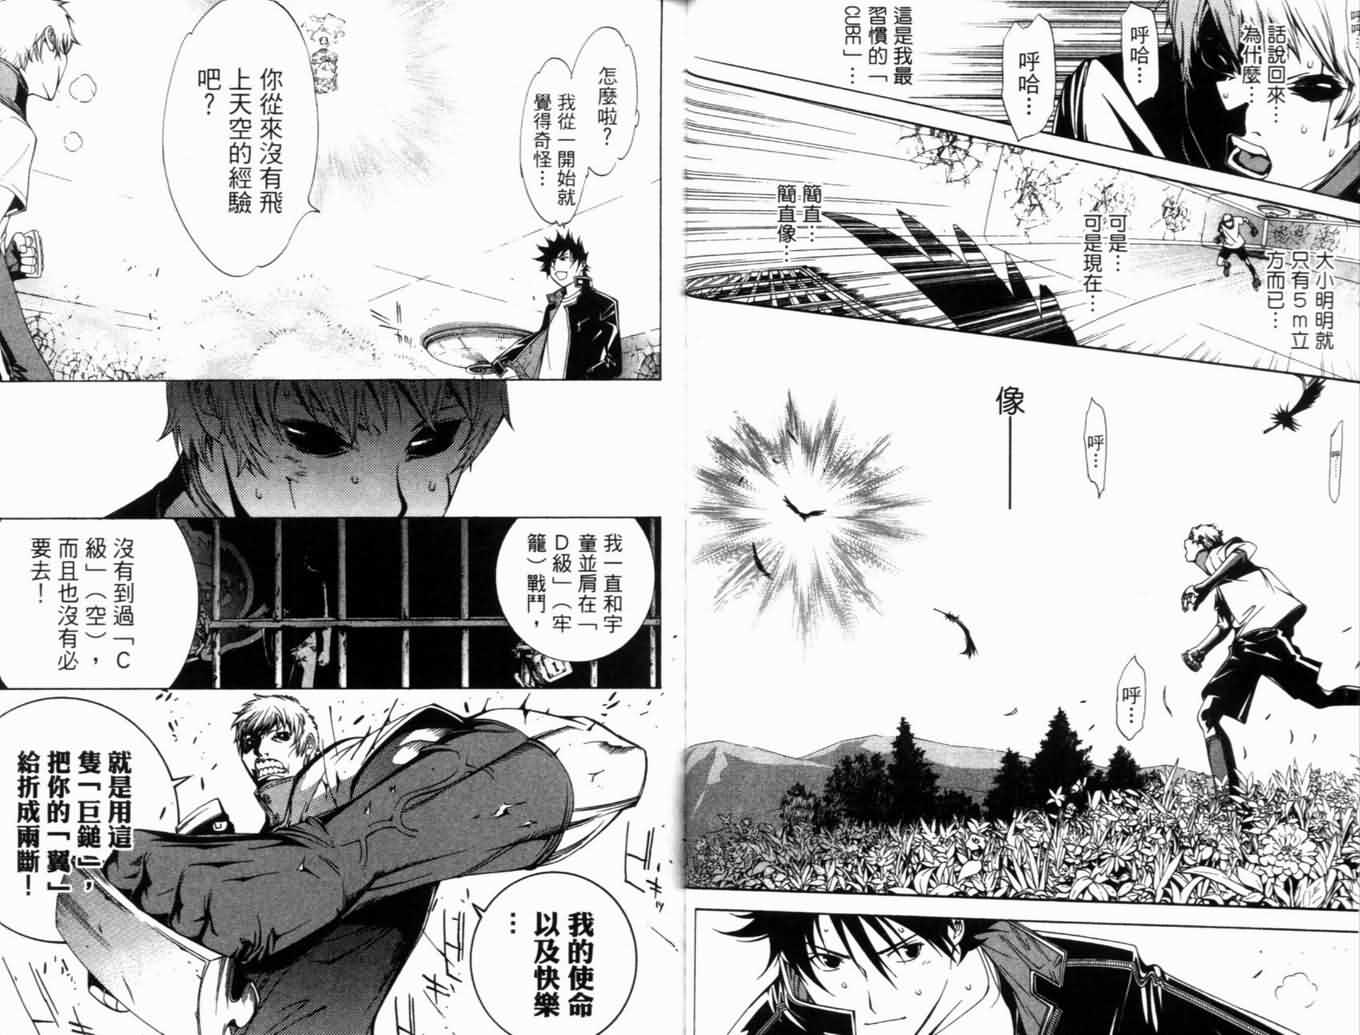 呼…
話說回來…
為什麼…
呼哈…
呼哈…
這是我最
習慣的「
CUBE」…
大小明明就
只有5m立
方而已…
可是…
可是現在…
簡直…
簡直像…
像——
呼…
呼…
呼…
怎麼啦?
我從一開始就
覺得奇怪…
你從來沒有飛
上天空的經驗
吧?
我一直和宇
童並肩在「
D級」(牢
籠)戰鬥,
沒有到過「C
級」(空),
而且也沒有必
要去!
我的使命
以及快樂
…
就是用這
隻「巨鎚」,
把你的「翼」
給折成兩斷!